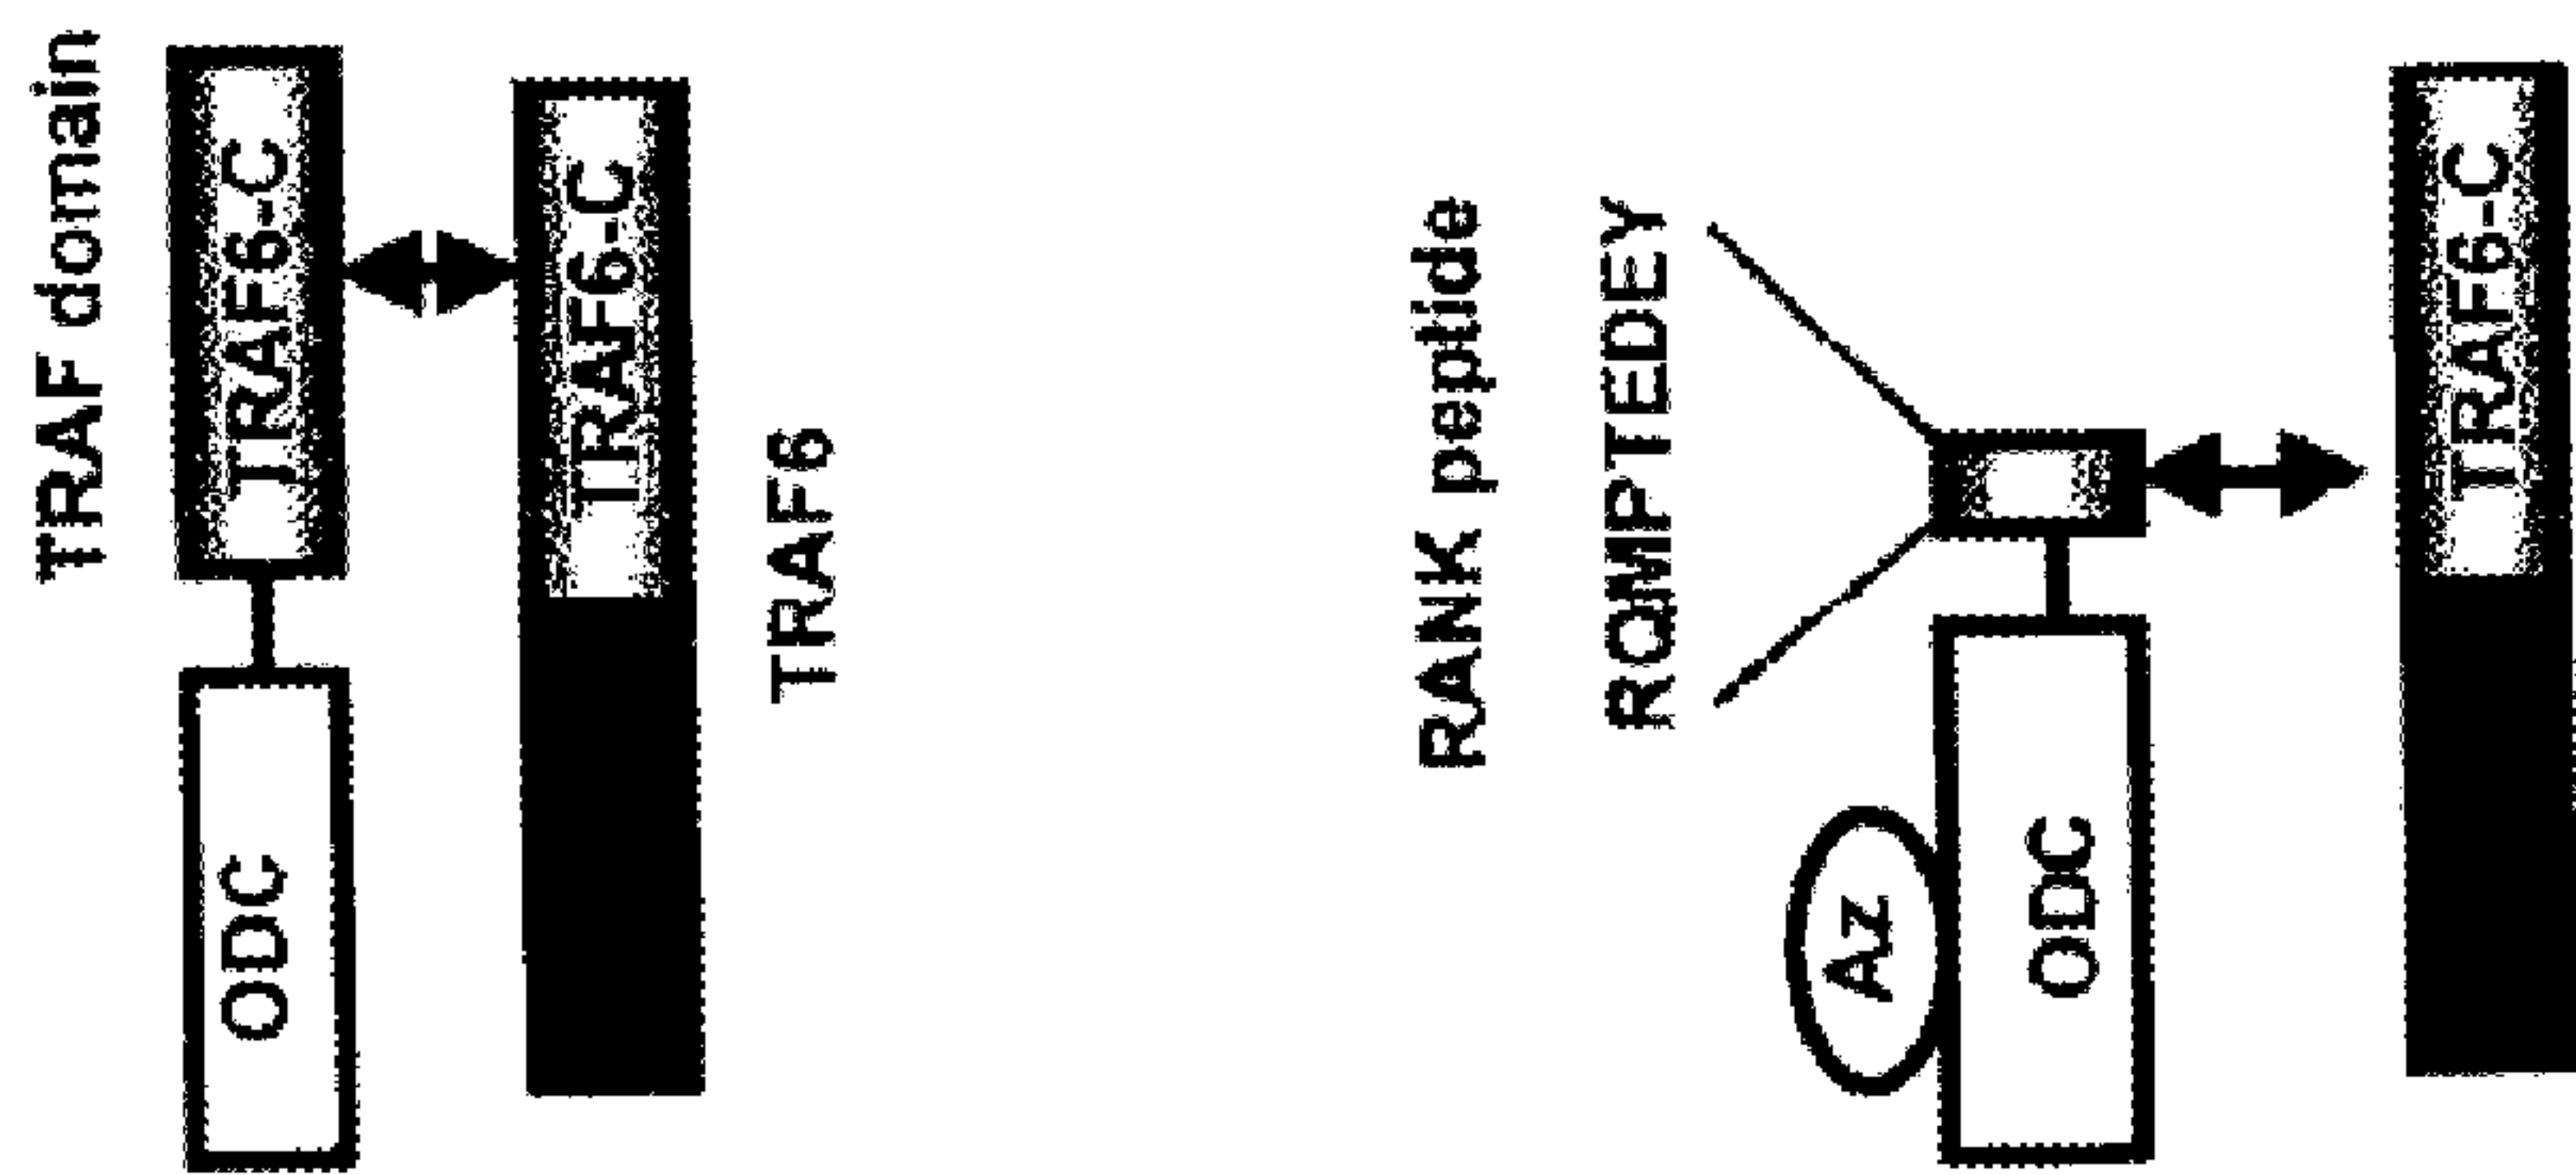 TRAF domain
TRAF6-C
ODC
TRAF6-C
TRAF6
RANK peptide
RQMPTEDEY
Az
ODC
TRAF6-C